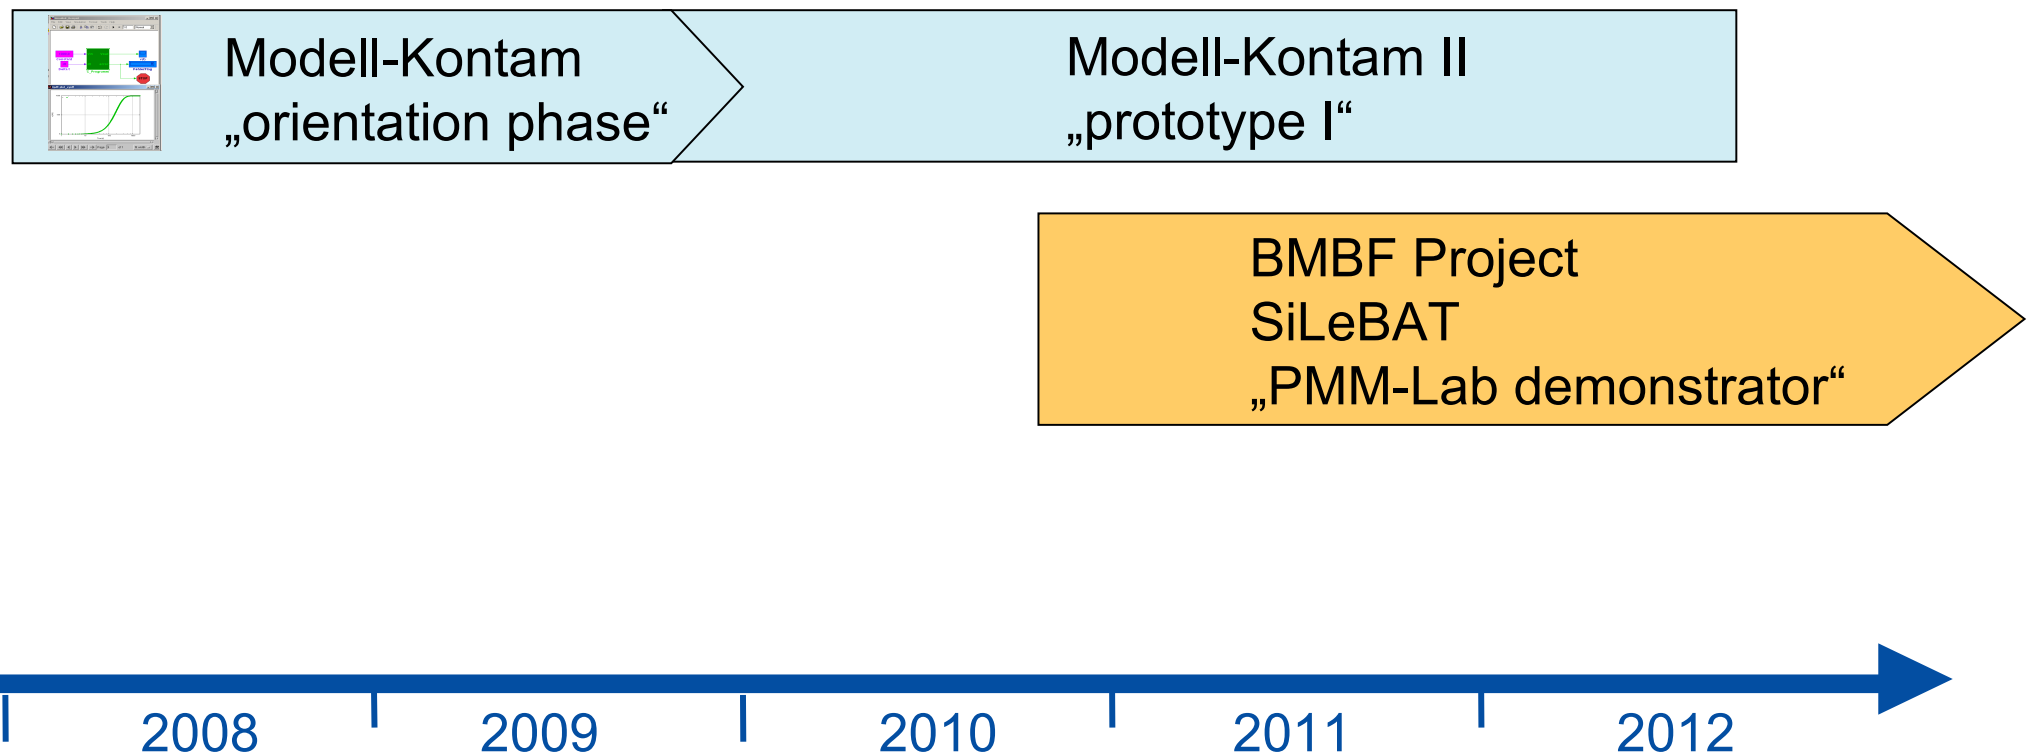 Modell-Kontam
„orientation phase“
Modell-Kontam II
„prototype I“
BMBF Project
SiLeBAT
„PMM-Lab demonstrator“
2008 2009 2010 2011 2012